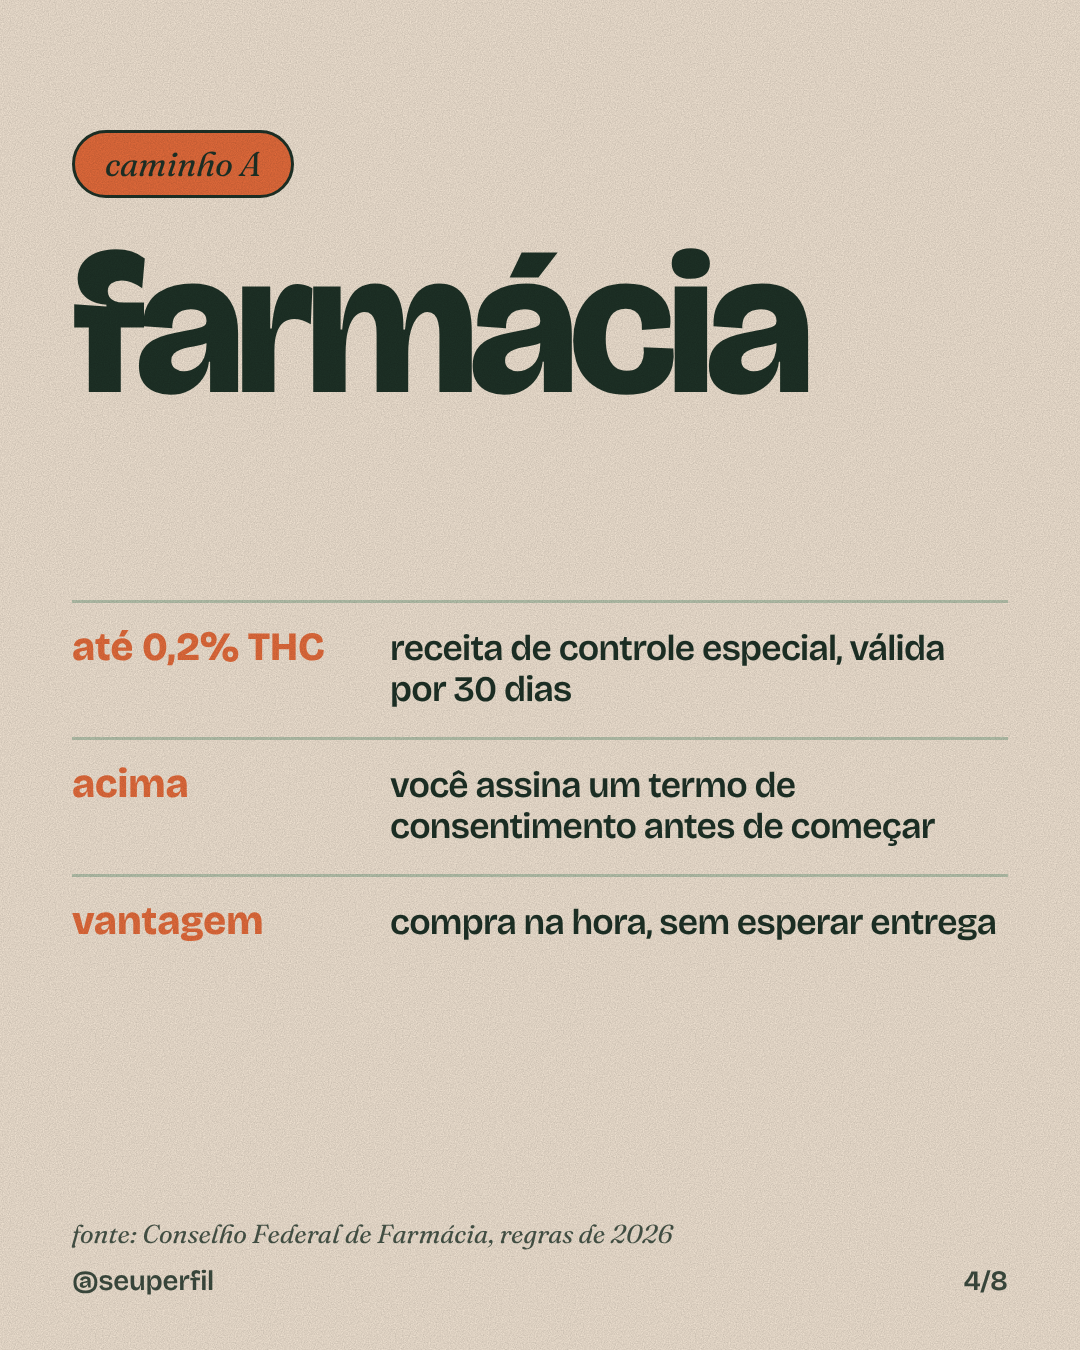 caminho A
farmácia
até 0,2% THC
receita de controle especial, válida
por 30 dias
acima
você assina um termo de
consentimento antes de começar
vantagem
compra na hora, sem esperar entrega
fonte: Conselho Federal de Farmácia, regras de 2026
@seuperfil
4/8